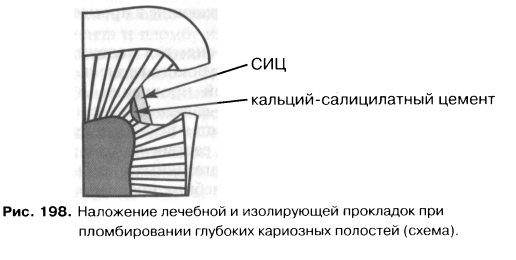 СИЦ
кальций-салицилатный цемент
Рис. 198. Наложение лечебной и изолирующей прокладок при
пломбировании глубоких кариозных полостей (схема).